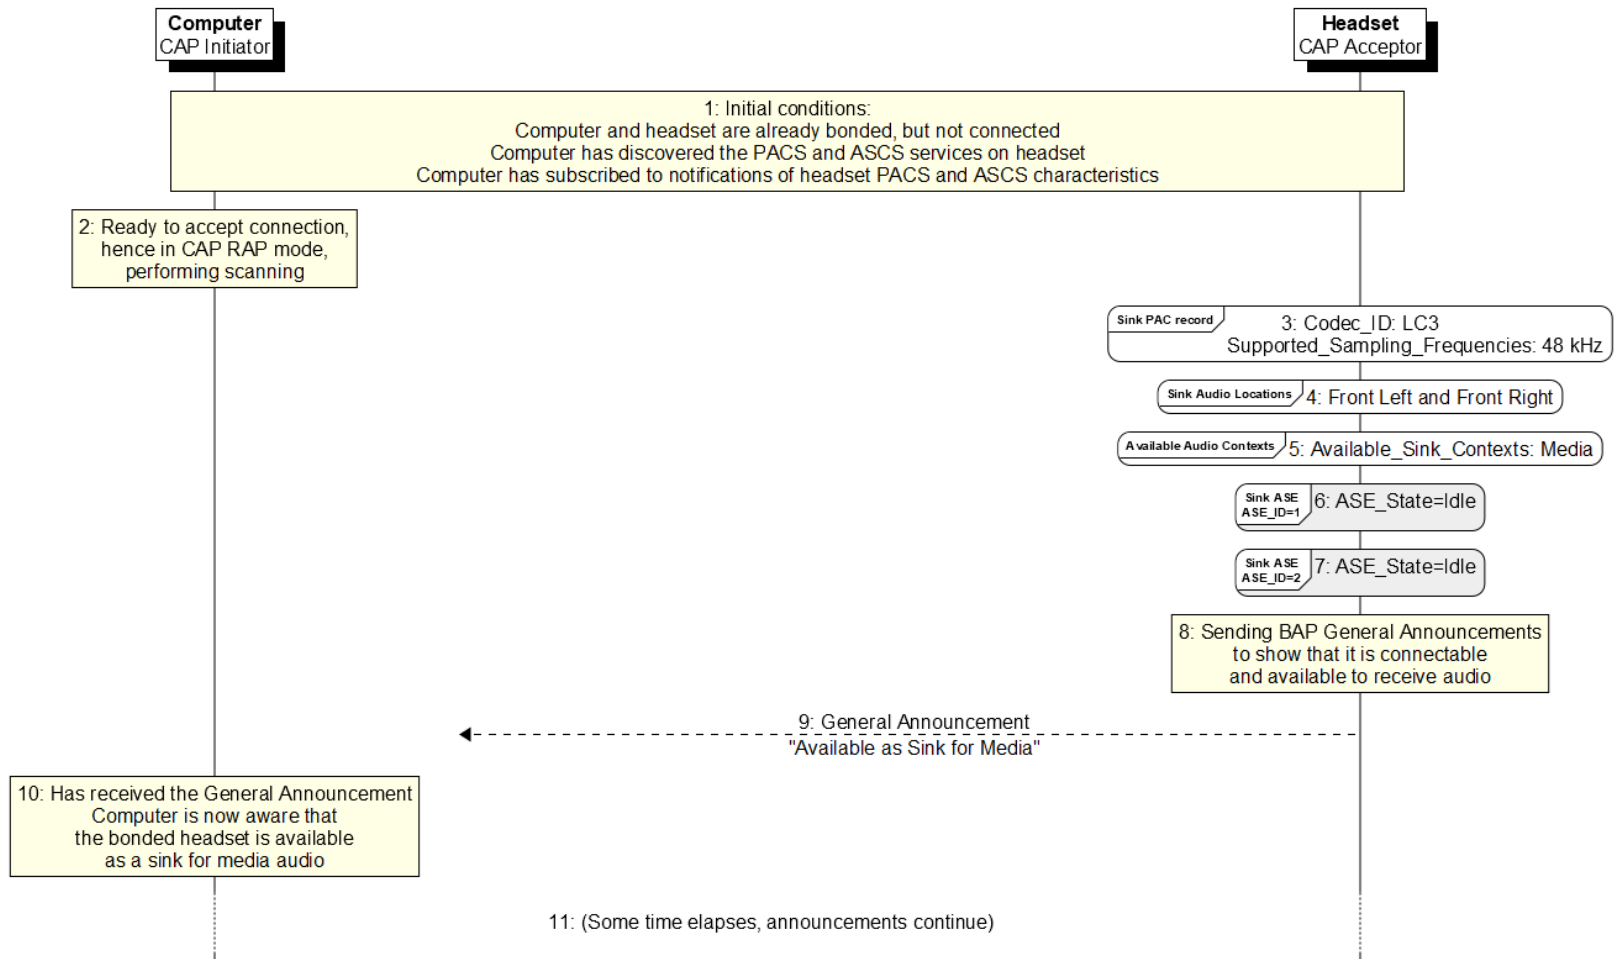 Computer
CAP Initiator
Headset
CAP Acceptor
1: Initial conditions:
Computer and headset are already bonded, but not connected
Computer has discovered the PACS and ASCS services on headset
Computer has subscribed to notifications of headset PACS and ASCS characteristics
2: Ready to accept connection,
hence in CAP RAP mode,
performing scanning
Sink PAC record
3: Codec_ID: LC3
Supported_Sampling_Frequencies: 48 kHz
Sink Audio Locations
4: Front Left and Front Right
Available Audio Contexts
5: Available_Sink_Contexts: Media
Sink ASE
ASE_ID=1
6: ASE_State=Idle
Sink ASE
ASE_ID=2
7: ASE_State=Idle
8: Sending BAP General Announcements
to show that it is connectable
and available to receive audio
9: General Announcement
"Available as Sink for Media"
10: Has received the General Announcement
Computer is now aware that
the bonded headset is available
as a sink for media audio
11: (Some time elapses, announcements continue)